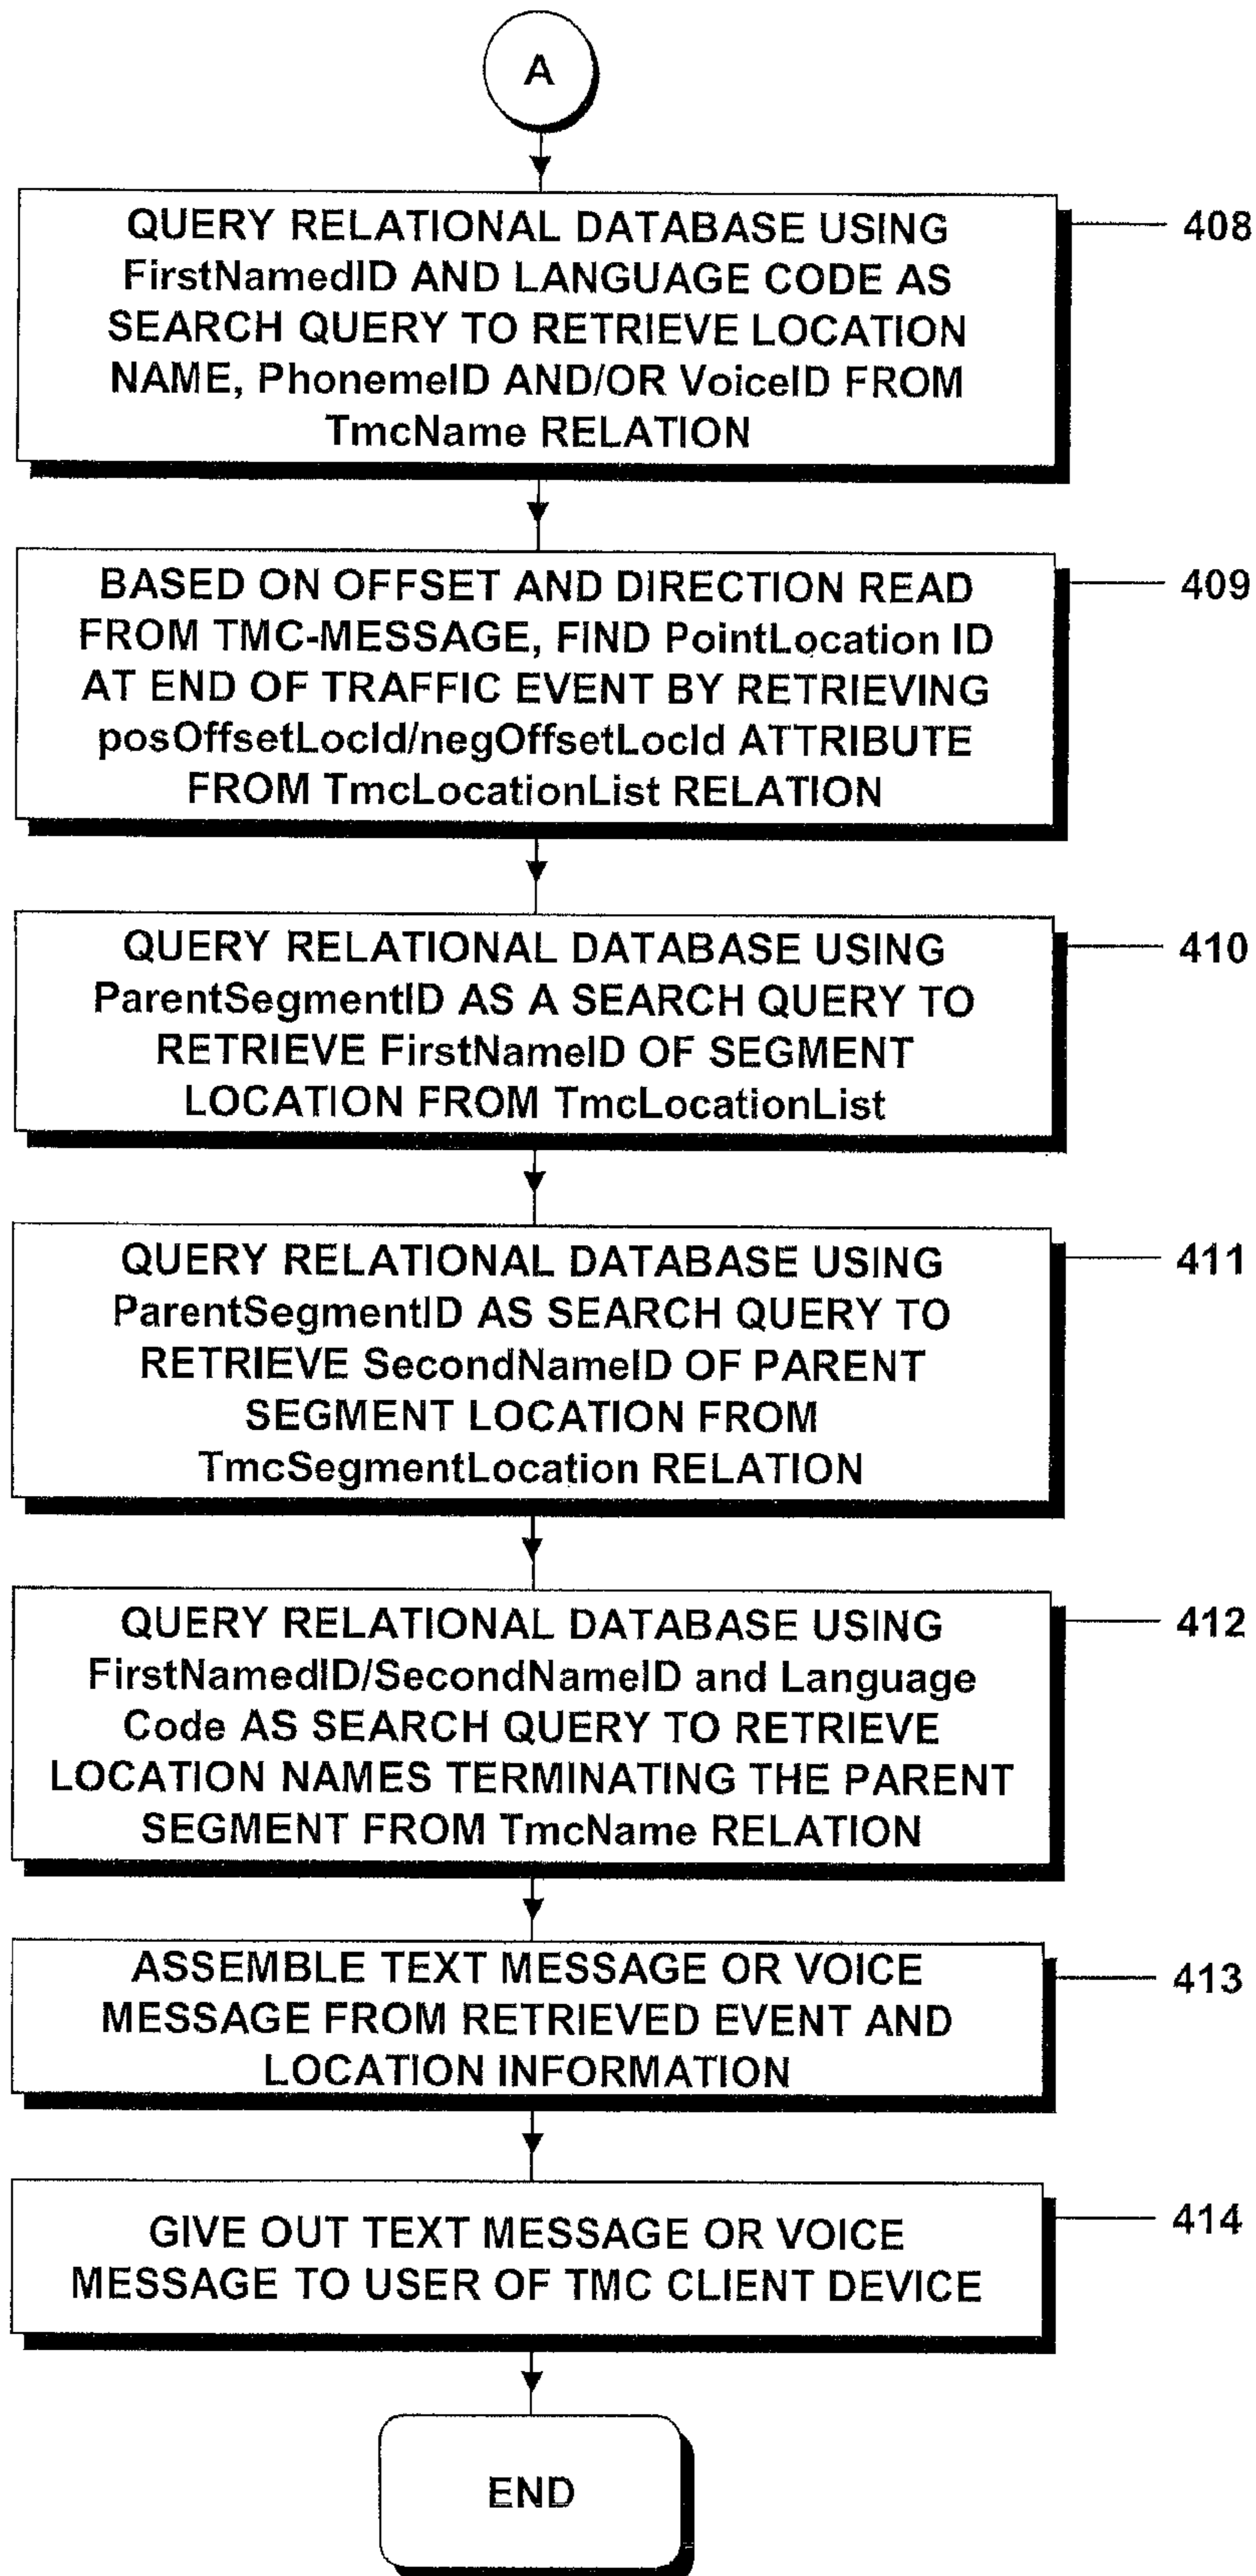 A
QUERY RELATIONAL DATABASE USING
FirstNamedID AND LANGUAGE CODE AS
SEARCH QUERY TO RETRIEVE LOCATION
NAME, PhonemeID AND/OR VoiceID FROM
TmcName RELATION
408
BASED ON OFFSET AND DIRECTION READ
FROM TMC-MESSAGE, FIND PointLocation ID
AT END OF TRAFFIC EVENT BY RETRIEVING
posOffsetLocId/negOffsetLocId ATTRIBUTE
FROM TmcLocationList RELATION
409
QUERY RELATIONAL DATABASE USING
ParentSegmentID AS A SEARCH QUERY TO
RETRIEVE FirstNameID OF SEGMENT
LOCATION FROM TmcLocationList
410
QUERY RELATIONAL DATABASE USING
ParentSegmentID AS SEARCH QUERY TO
RETRIEVE SecondNameID OF PARENT
SEGMENT LOCATION FROM
TmcSegmentLocation RELATION
411
QUERY RELATIONAL DATABASE USING
FirstNamedID/SecondNameID and Language
Code AS SEARCH QUERY TO RETRIEVE
LOCATION NAMES TERMINATING THE PARENT
SEGMENT FROM TmcName RELATION
412
ASSEMBLE TEXT MESSAGE OR VOICE
MESSAGE FROM RETRIEVED EVENT AND
LOCATION INFORMATION
413
GIVE OUT TEXT MESSAGE OR VOICE
MESSAGE TO USER OF TMC CLIENT DEVICE
414
END